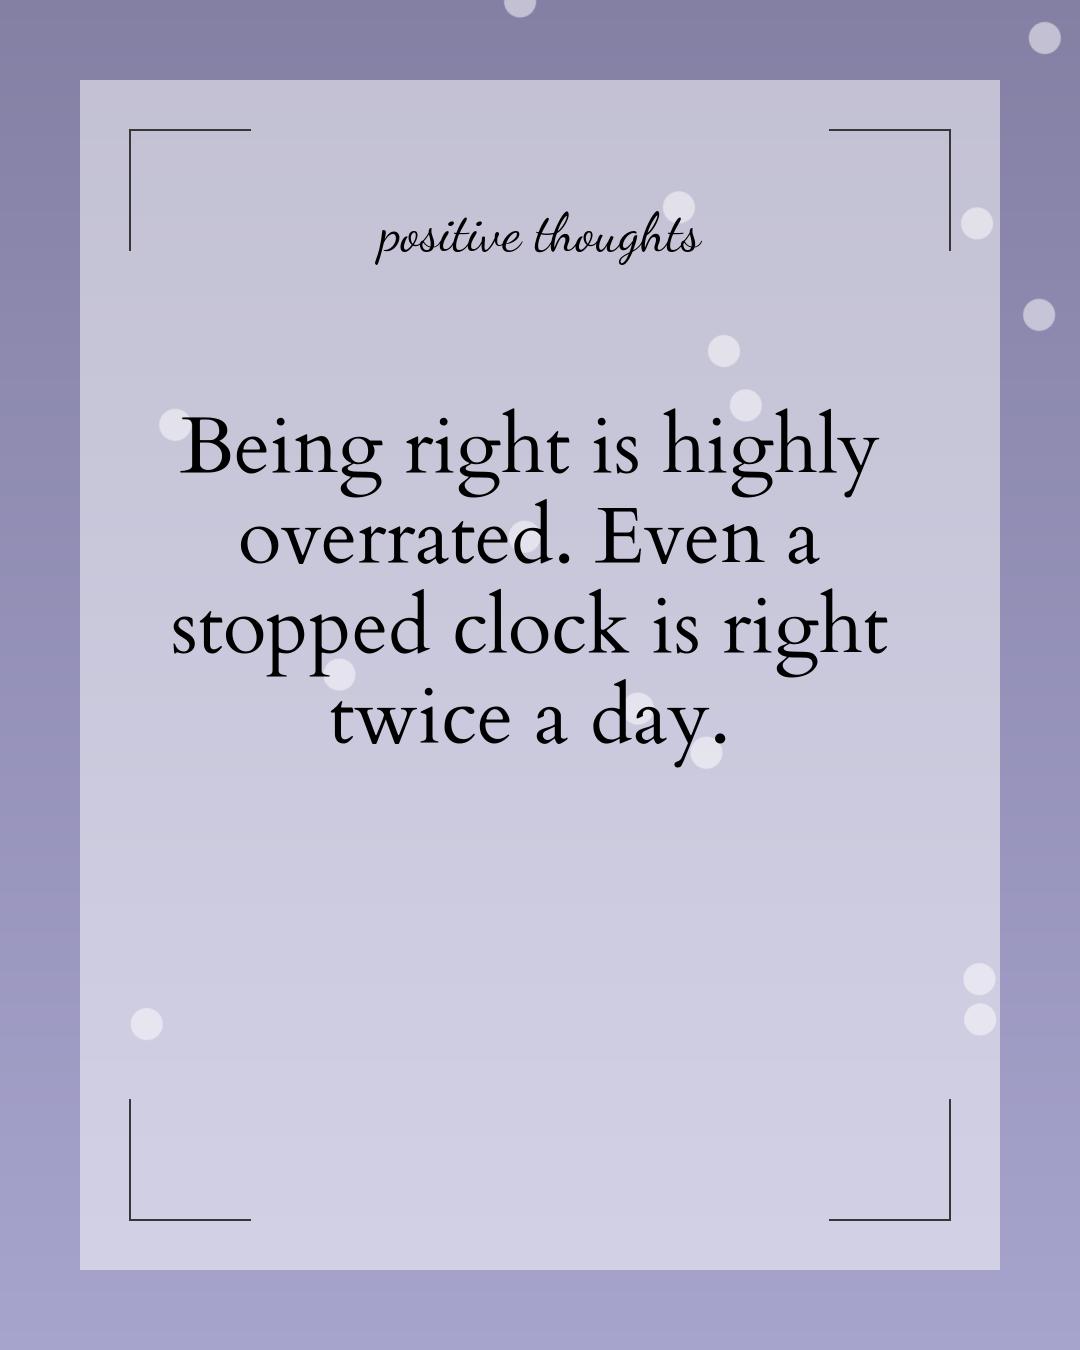 positive thoughts
Being right is highly
overrated. Even a
stopped clock is right
twice a day.